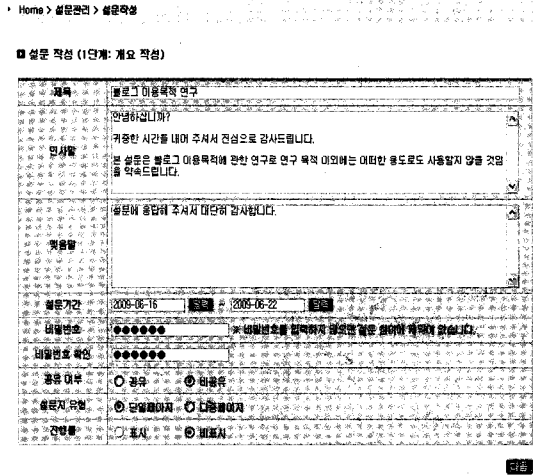 Home > 설문관리 > 설문작성
설문 작성 (1단계: 개요 작성)
제목 블로그 이용목적 연구
인사말 안녕하십니까?
귀중한 시간을 내어 주셔서 진심으로 감사드립니다.
본 설문은 블로그 이용목적에 관한 연구로 연구 목적 이외에는 어떠한 용도로도 사용할지 않을 것임
을 약속드립니다.
맺음말 설문에 응답해 주셔서 대단히 감사합니다.
설문기간 2009-06-16 ~ 2009-06-22
비밀번호 ●●●●●● ※ 비밀번호를 입력하지 않으면 설문 참여에 제약이 없습니다.
비밀번호 확인 ●●●●●●
공유 여부 공유 비공유
설문지 유형 단일페이지 다중페이지
진행률 표시 비표시
다음